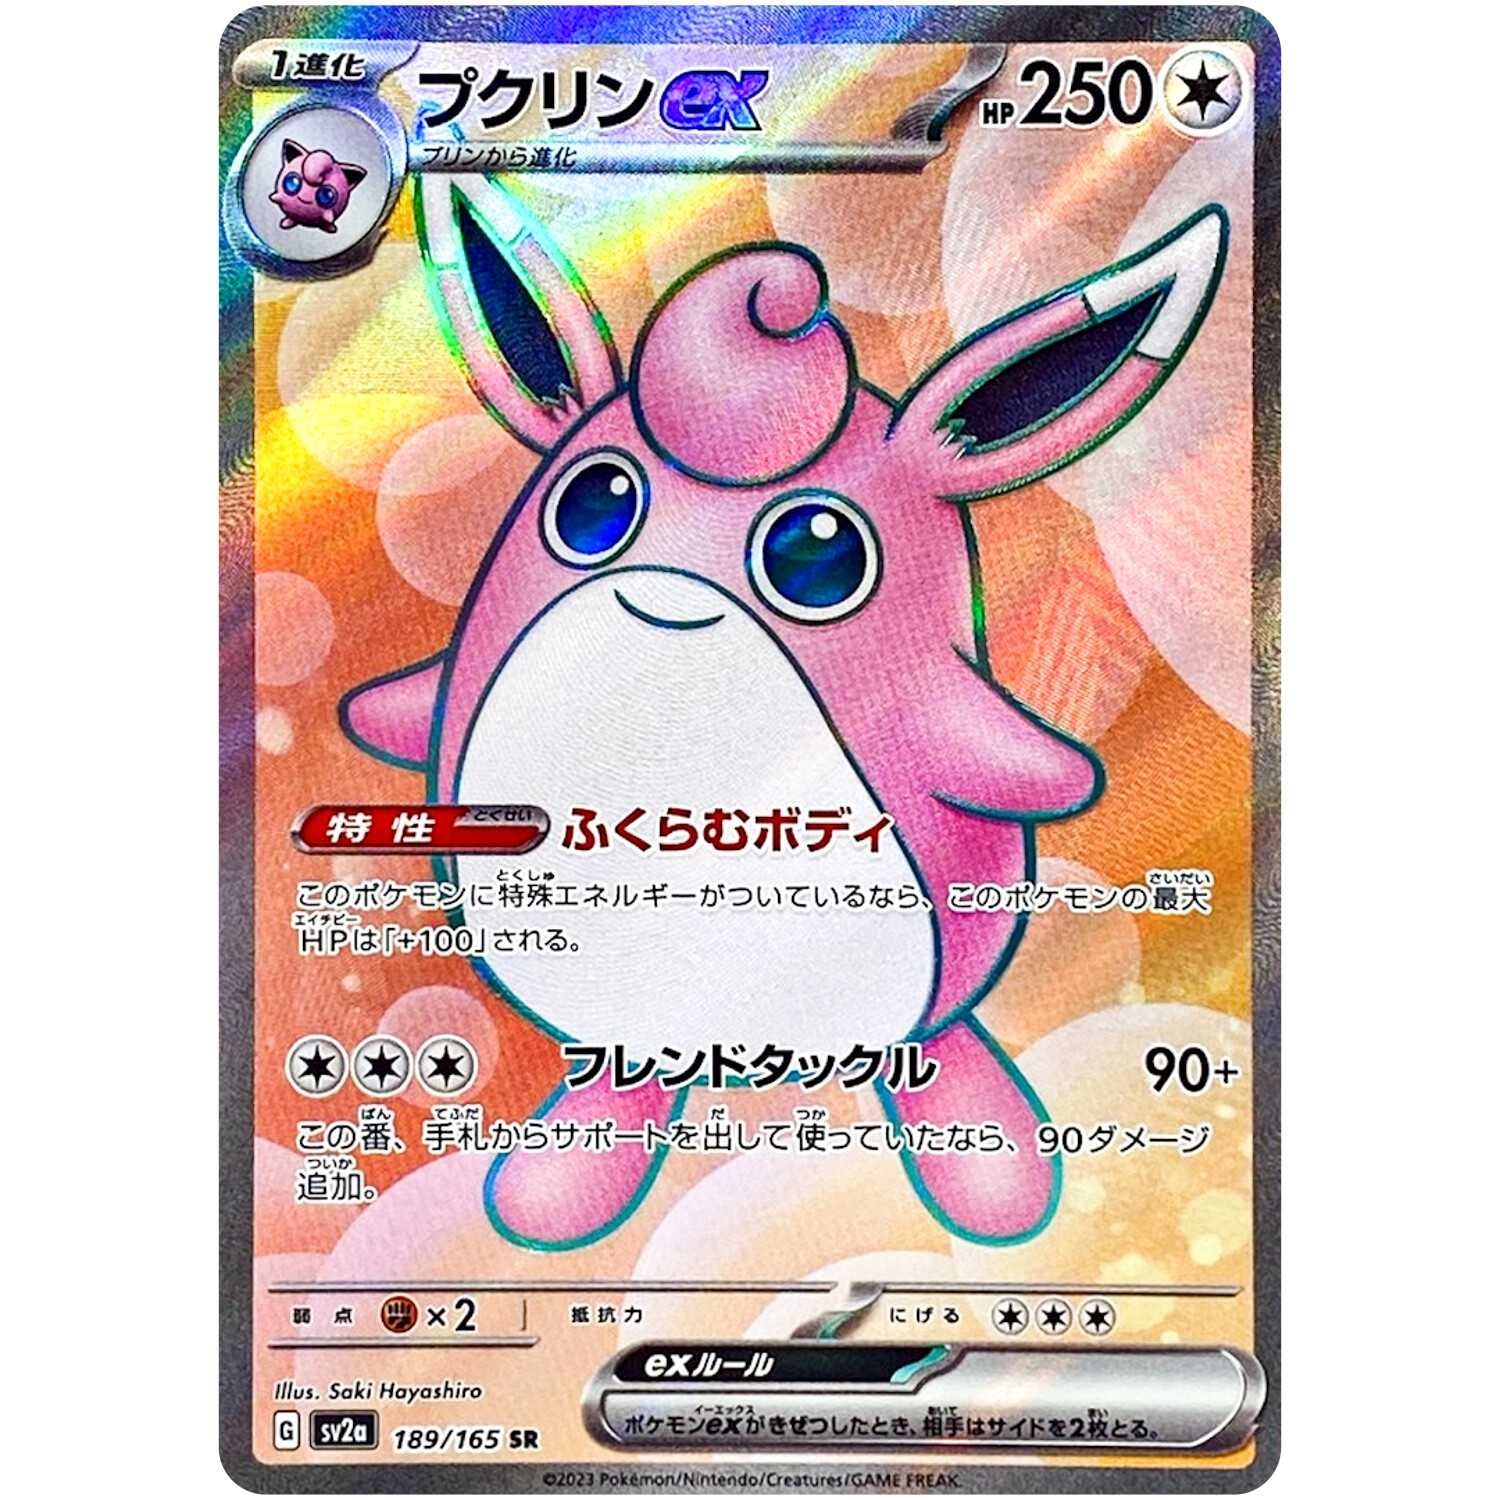 1進化
プクリンex
HP 250
プリンから進化
特性 とくせい ふくらむボディ
とくしゅ さいだい
このポケモンに特殊エネルギーがついているなら、このポケモンの最大
エイチピー
HPは「+100」される。
フレンドタックル 90+
ばん てふだ だ つか
この番、手札からサポートを出して使っていたなら、90ダメージ
ついか
追加。
弱点 ×2 抵抗力 にげる
exルール
イーエックス あいて まい
ポケモンexがきぜつしたとき、相手はサイドを2枚とる。
Illus. Saki Hayashiro
G sv2a 189/165 SR
©2023 Pokémon/Nintendo/Creatures/GAME FREAK.